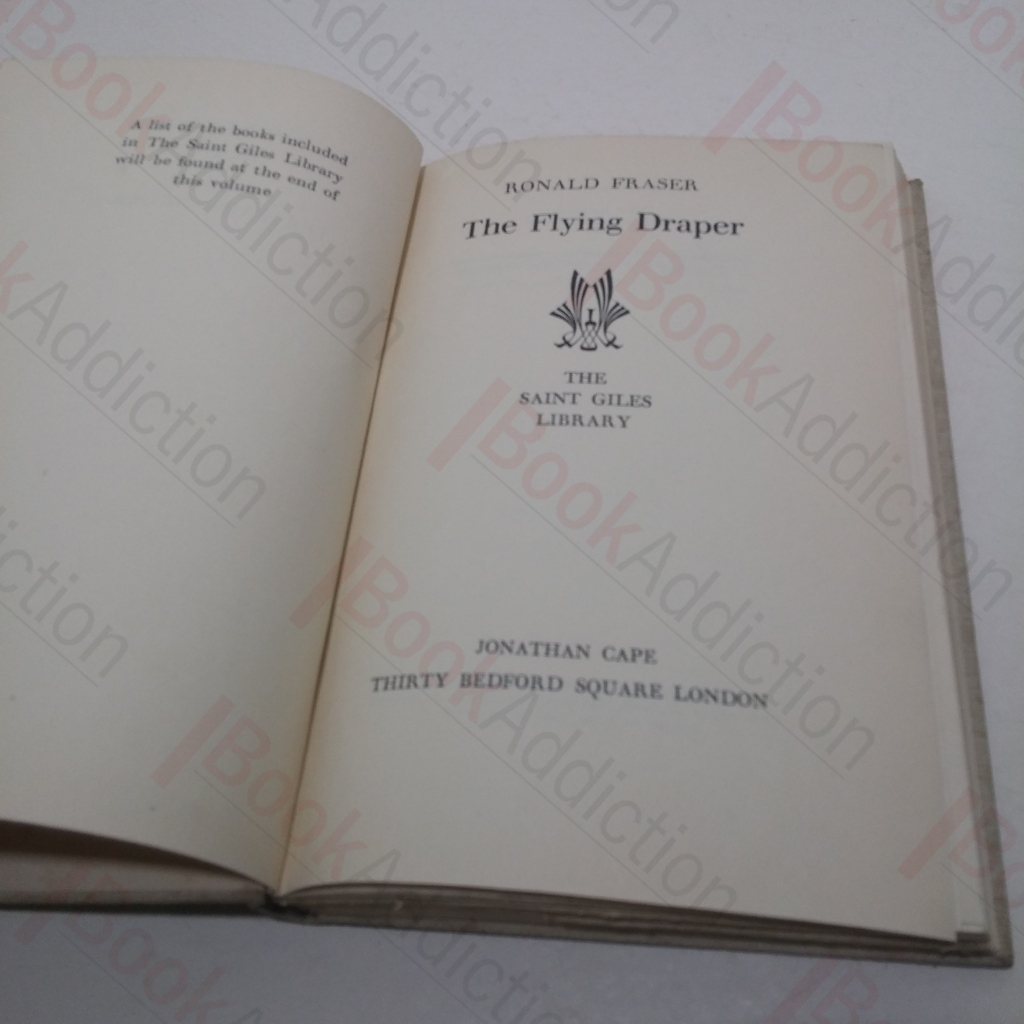 A list of the books included
in The Saint Giles Library
will be found at the end of
this volume
RONALD FRASER
The Flying Draper
THE
SAINT GILES
LIBRARY
JONATHAN CAPE
THIRTY BEDFORD SQUARE LONDON
BookAddiction